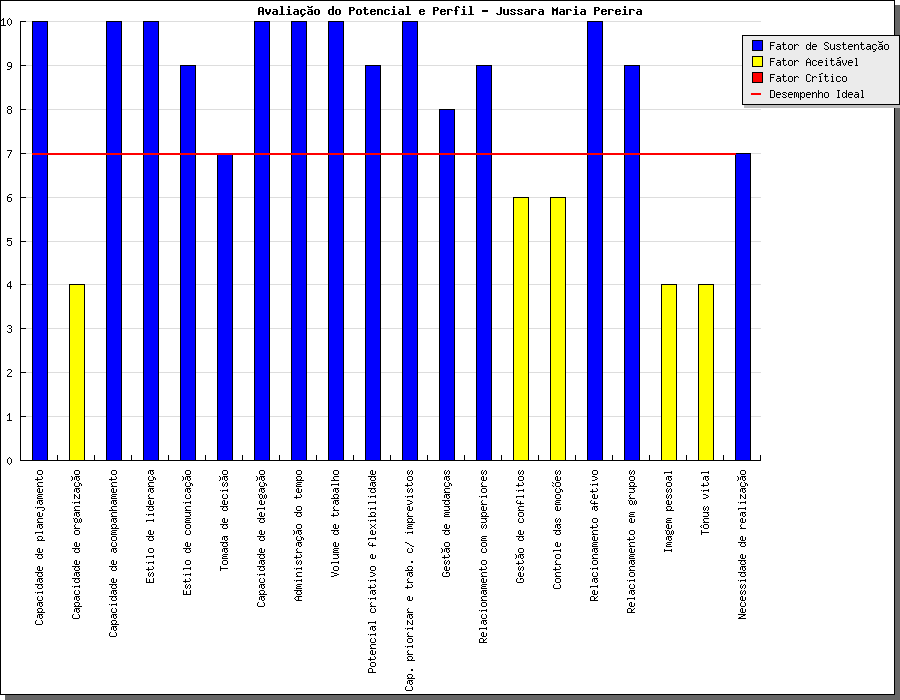 Avaliação do Potencial e Perfil - Jussara Maria Pereira
Fator de Sustentação
Fator Aceitável
Fator Crítico
Desempenho Ideal
10
9
8
7
6
5
4
3
2
1
0
Capacidade de planejamento
Capacidade de organização
Capacidade de acompanhamento
Estilo de liderança
Estilo de comunicação
Tomada de decisão
Capacidade de delegação
Administração do tempo
Volume de trabalho
Potencial criativo e flexibilidade
Cap. priorizar e trab. c/ imprevistos
Gestão de mudanças
Relacionamento com superiores
Gestão de conflitos
Controle das emoções
Relacionamento afetivo
Relacionamento em grupos
Imagem pessoal
Tônus vital
Necessidade de realização